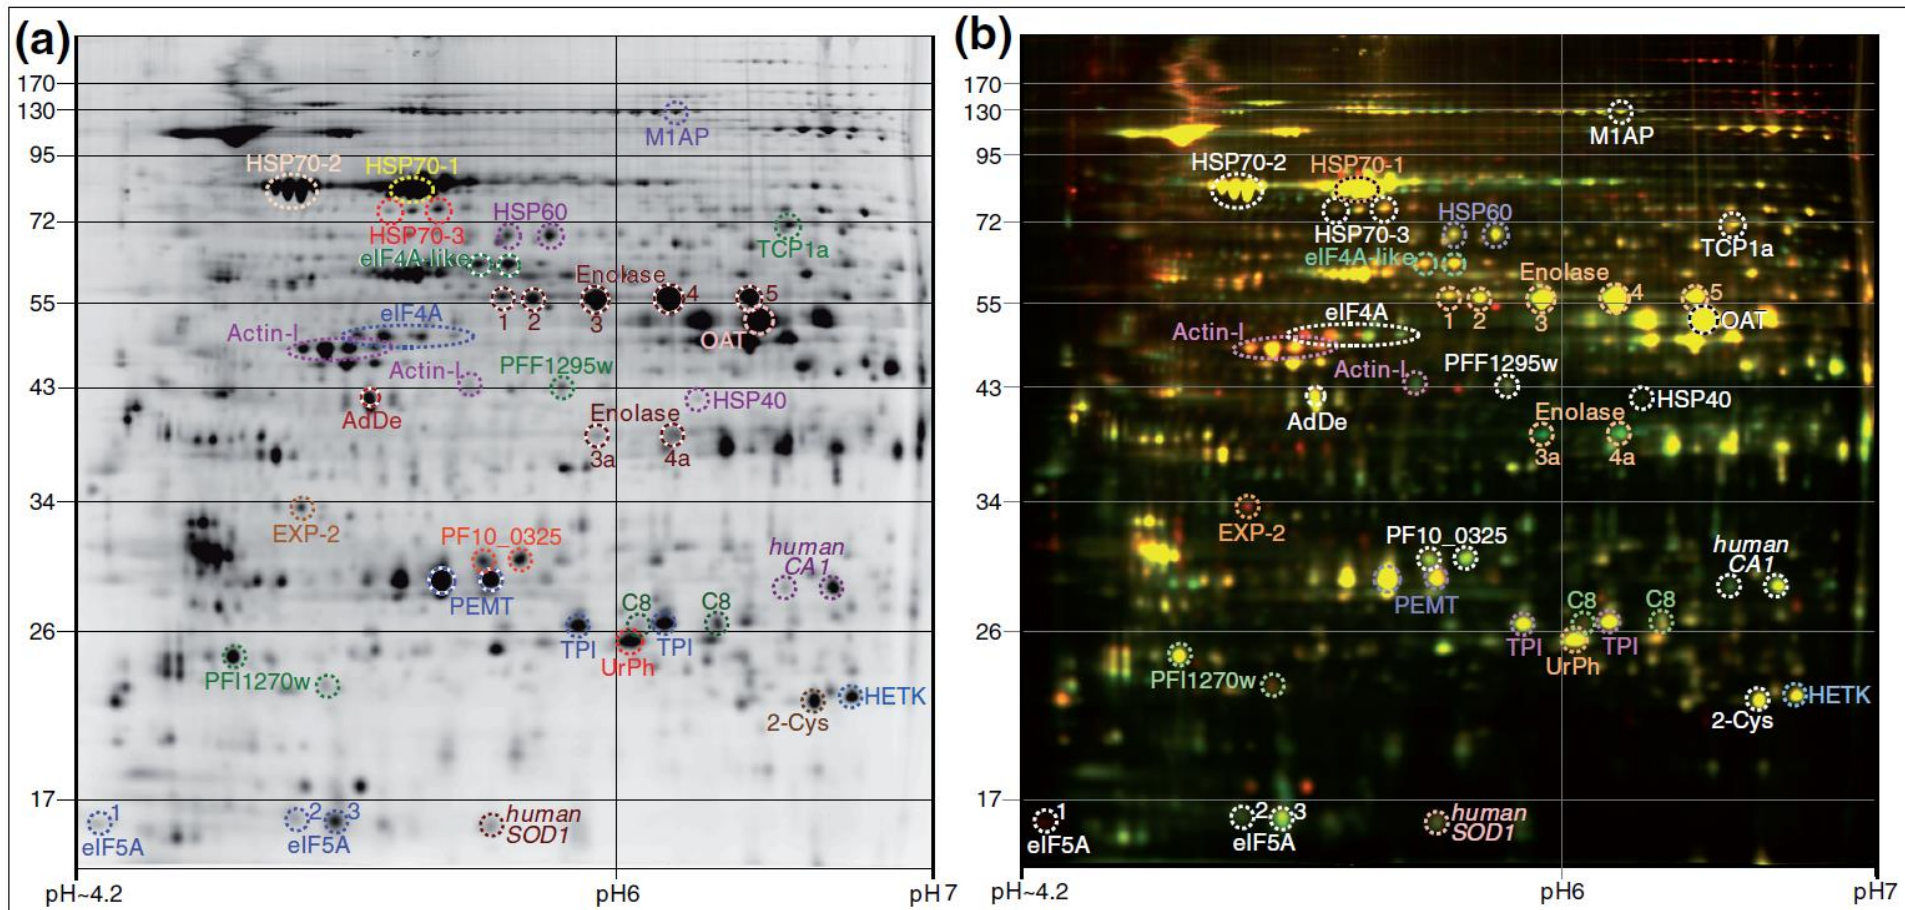 (a)
170
130
95
72
55
43
34
26
17
M1AP
HSP70-2
HSP70-1
HSP70-3
HSP60
TCP1a
eIF4A-like
Enolase
1
2
3
4
5
eIF4A
OAT
Actin-I
Actin-I
PFF1295w
HSP40
AdDe
Enolase
3a
4a
EXP-2
PF10_0325
human
CA1
PEMT
C8
C8
TPI
TPI
UrPh
PFI1270w
HETK
2-Cys
1
eIF5A
2
3
eIF5A
human
SOD1
pH~4.2
pH6
pH7
(b)
170
130
95
72
55
43
34
26
17
M1AP
HSP70-2
HSP70-1
HSP70-3
HSP60
TCP1a
eIF4A-like
Enolase
1
2
3
4
5
eIF4A
OAT
Actin-I
Actin-I
PFF1295w
HSP40
AdDe
Enolase
3a
4a
EXP-2
PF10_0325
human
CA1
PEMT
C8
C8
TPI
TPI
UrPh
PFI1270w
HETK
2-Cys
1
eIF5A
2
3
eIF5A
human
SOD1
pH~4.2
pH6
pH7